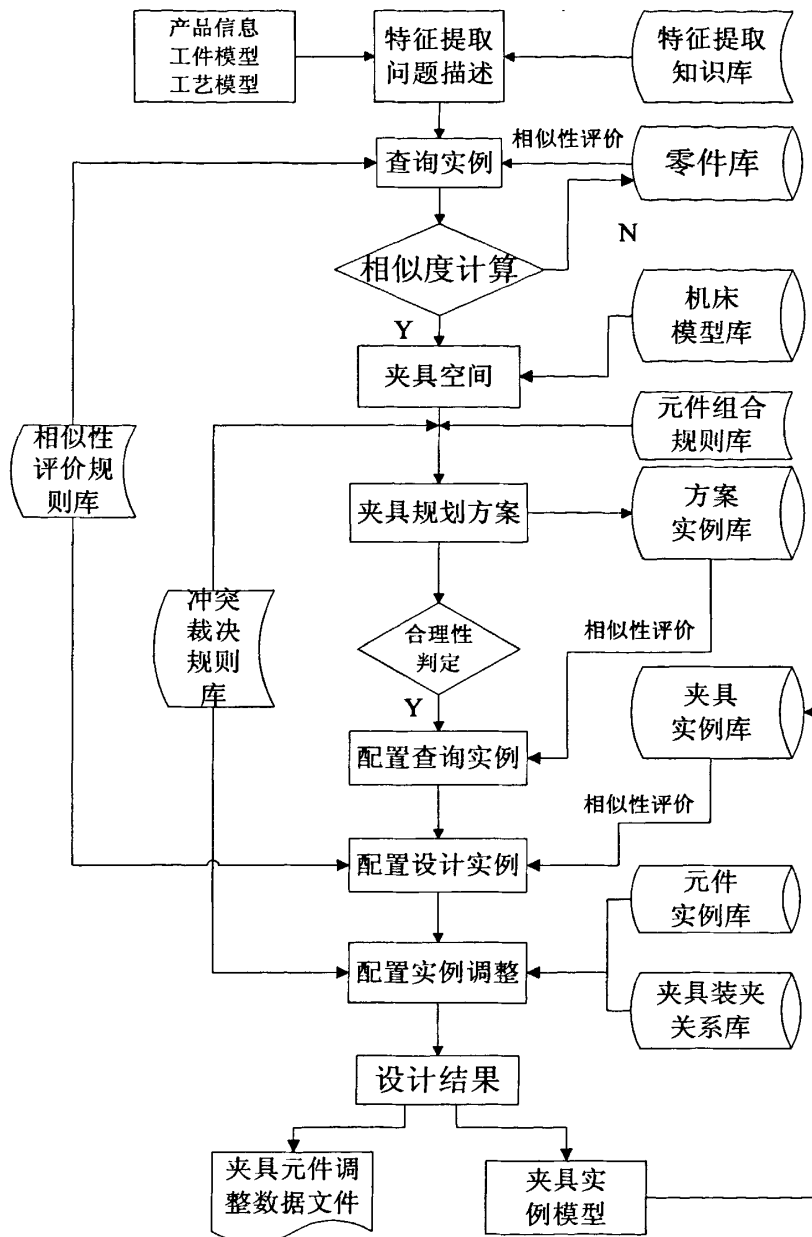 产品信息
工件模型
工艺模型
特征提取
问题描述
特征提取
知识库
查询实例
相似性评价
零件库
N
相似度计算
Y
机床
模型库
夹具空间
元件组合
规则库
相似性
评价规
则库
夹具规划方案
方案
实例库
冲突
裁决
规则
库
合理性
判定
相似性评价
Y
夹具
实例库
配置查询实例
相似性评价
配置设计实例
元件
实例库
配置实例调整
夹具装夹
关系库
设计结果
夹具元件调
整数据文件
夹具实
例模型